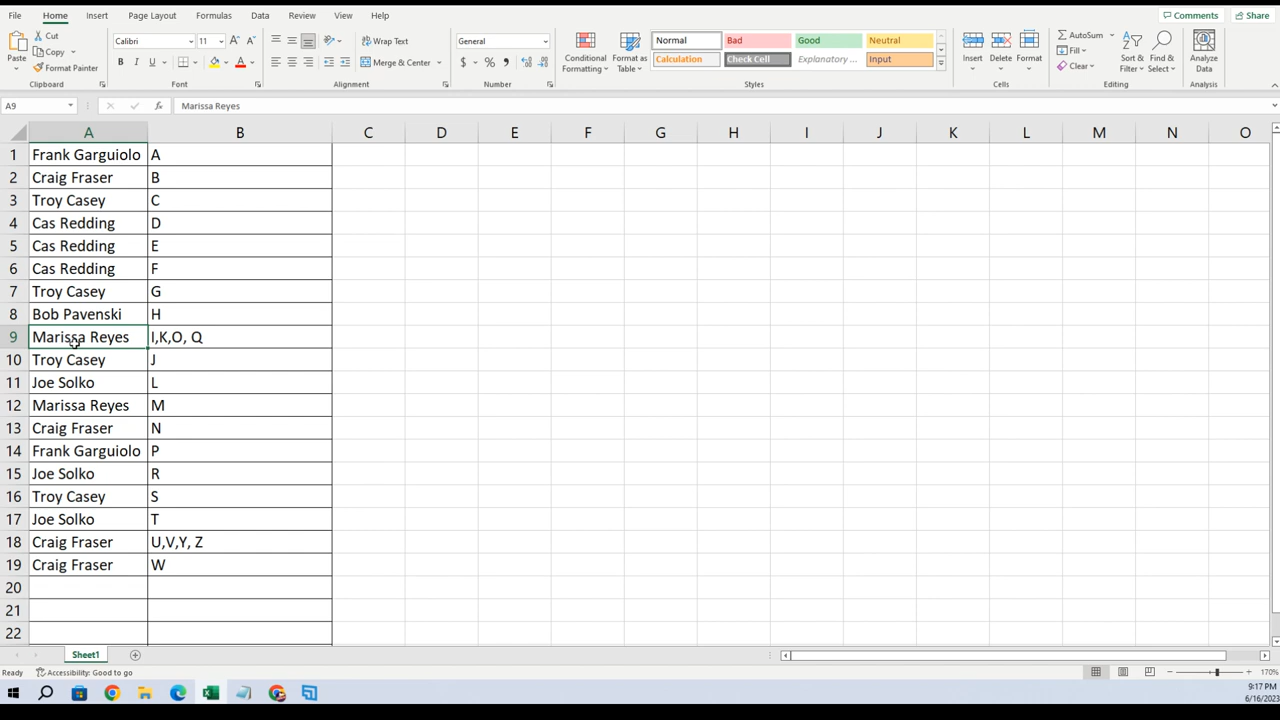 File Home Insert Page Layout Formulas Data Review View Help Comments Share
Cut Calibri 11 A A Wrap Text General Normal Bad Good Neutral AutoSum
Copy Fill
Paste Format Painter B I U A Merge & Center $ % , Conditional Formatting Format as Table Calculation Check Cell Explanatory ... Input Insert Delete Format Clear Sort & Filter Find & Select Analyze Data
Clipboard Font Alignment Number Styles Cells Editing Analysis
A9 fx Marissa Reyes
A B C D E F G H I J K L M N O
1 Frank Garguiolo A
2 Craig Fraser B
3 Troy Casey C
4 Cas Redding D
5 Cas Redding E
6 Cas Redding F
7 Troy Casey G
8 Bob Pavenski H
9 Marissa Reyes I,K,O, Q
10 Troy Casey J
11 Joe Solko L
12 Marissa Reyes M
13 Craig Fraser N
14 Frank Garguiolo P
15 Joe Solko R
16 Troy Casey S
17 Joe Solko T
18 Craig Fraser U,V,Y, Z
19 Craig Fraser W
20
21
22
Sheet1
Ready Accessibility: Good to go 170%
9:17 PM
6/16/2023